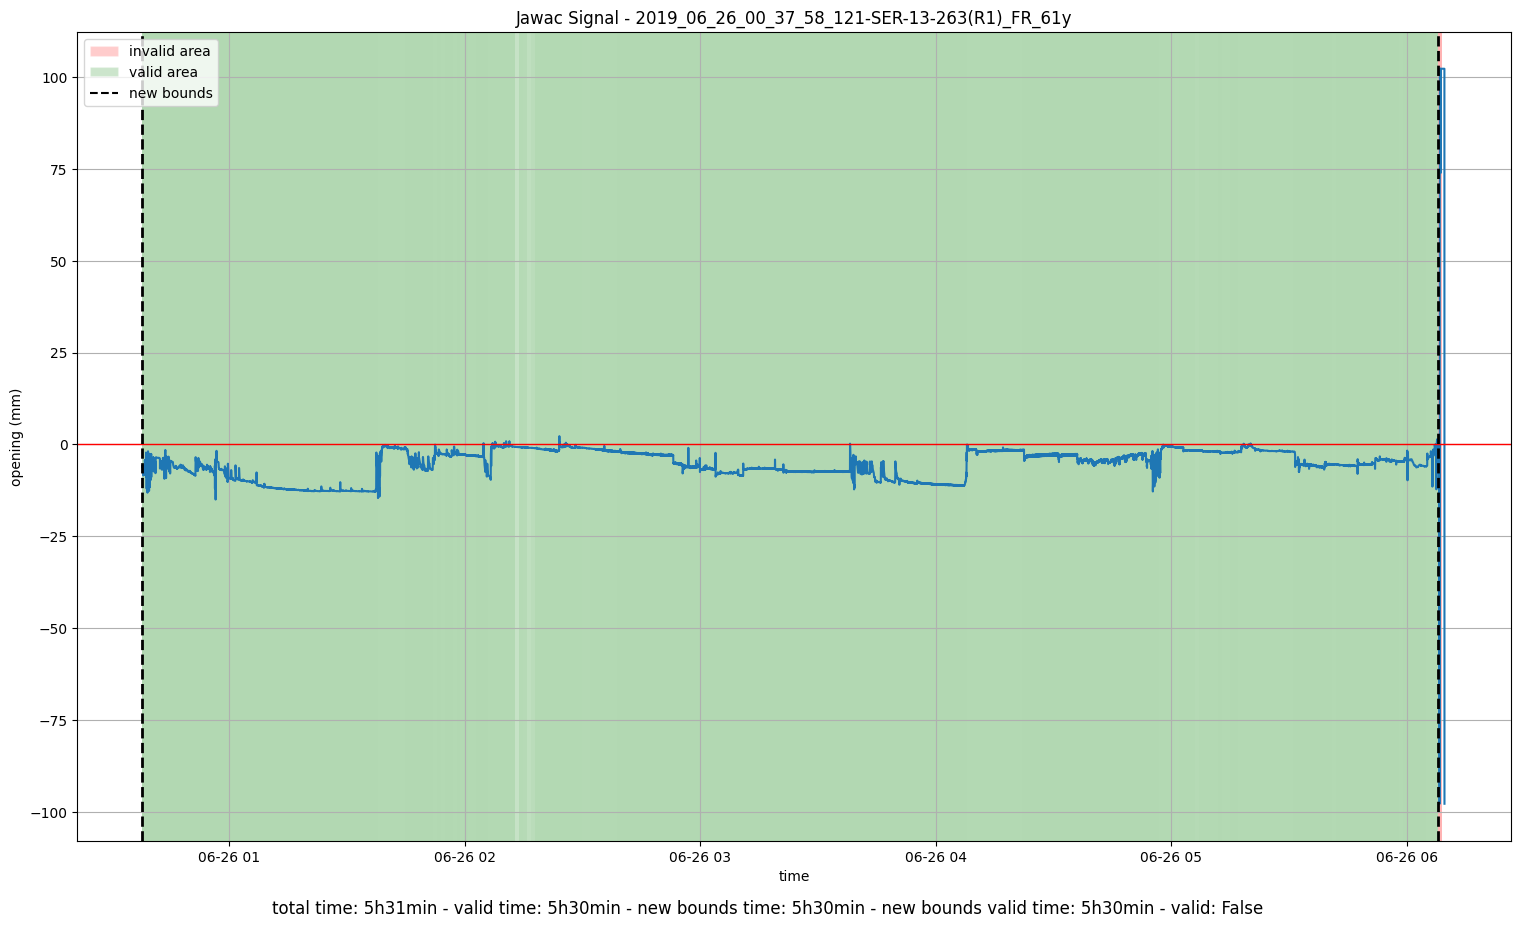 Jawac Signal - 2019_06_26_00_37_58_121-SER-13-263(R1)_FR_61y
invalid area
valid area
new bounds
100
75
50
25
0
−25
−50
−75
−100
opening (mm)
06-26 01
06-26 02
06-26 03
06-26 04
06-26 05
06-26 06
time
total time: 5h31min - valid time: 5h30min - new bounds time: 5h30min - new bounds valid time: 5h30min - valid: False